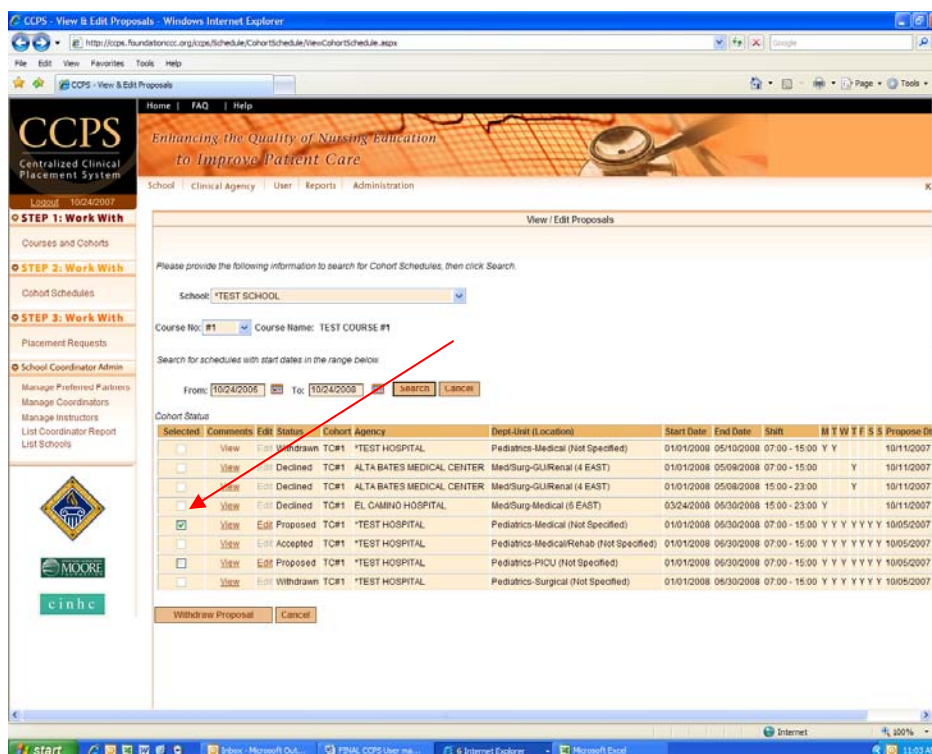 CCPS - View & Edit Proposals - Windows Internet Explorer
http://ccps.foundationccc.org/ccps/Schedule/CohortSchedule/ViewCohortSchedule.aspx
Google
File Edit View Favorites Tools Help
CCPS - View & Edit Proposals
Page Tools
Home | FAQ | Help
CCPS
Centralized Clinical
Placement System
Enhancing the Quality of Nursing Education
to Improve Patient Care
School | Clinical Agency | User | Reports | Administration
K
Logout 10/24/2007
STEP 1: Work With
Courses and Cohorts
STEP 2: Work With
Cohort Schedules
STEP 3: Work With
Placement Requests
School Coordinator Admin
Manage Preferred Partners
Manage Coordinators
Manage Instructors
List Coordinator Report
List Schools
MOORE
cinhc
View / Edit Proposals
Please provide the following information to search for Cohort Schedules, then click Search.
School: *TEST SCHOOL
Course No: #1 Course Name: TEST COURSE #1
Search for schedules with start dates in the range below.
From: 10/24/2006 To: 10/24/2008 Search Cancel
Cohort Status
Selected Comments Edit Status Cohort Agency Dept-Unit (Location) Start Date End Date Shift M T W T F S S Propose Dt
View Edit Withdrawn TC#1 *TEST HOSPITAL Pediatrics-Medical (Not Specified) 01/01/2008 05/10/2008 07:00 - 15:00 Y Y 10/11/2007
View Edit Declined TC#1 ALTA BATES MEDICAL CENTER Med/Surg-GU/Renal (4 EAST) 01/01/2008 05/09/2008 07:00 - 15:00 Y 10/11/2007
View Edit Declined TC#1 ALTA BATES MEDICAL CENTER Med/Surg-GU/Renal (4 EAST) 01/01/2008 05/08/2008 15:00 - 23:00 Y 10/11/2007
View Edit Declined TC#1 EL CAMINO HOSPITAL Med/Surg-Medical (6 EAST) 03/24/2008 06/30/2008 15:00 - 23:00 Y 10/11/2007
View Edit Proposed TC#1 *TEST HOSPITAL Pediatrics-Medical (Not Specified) 01/01/2008 06/30/2008 07:00 - 15:00 Y Y Y Y Y Y Y 10/05/2007
View Edit Accepted TC#1 *TEST HOSPITAL Pediatrics-Medical/Rehab (Not Specified) 01/01/2008 06/30/2008 07:00 - 15:00 Y Y Y Y Y Y Y 10/05/2007
View Edit Proposed TC#1 *TEST HOSPITAL Pediatrics-PICU (Not Specified) 01/01/2008 06/30/2008 07:00 - 15:00 Y Y Y Y Y Y Y 10/05/2007
View Edit Withdrawn TC#1 *TEST HOSPITAL Pediatrics-Surgical (Not Specified) 01/01/2008 06/30/2008 07:00 - 15:00 Y Y Y Y Y Y Y 10/05/2007
Withdraw Proposal Cancel
Internet 100%
start Inbox - Microsoft Out... FINAL CCPS User ma... 6 Internet Explorer Microsoft Excel 11:03 AM